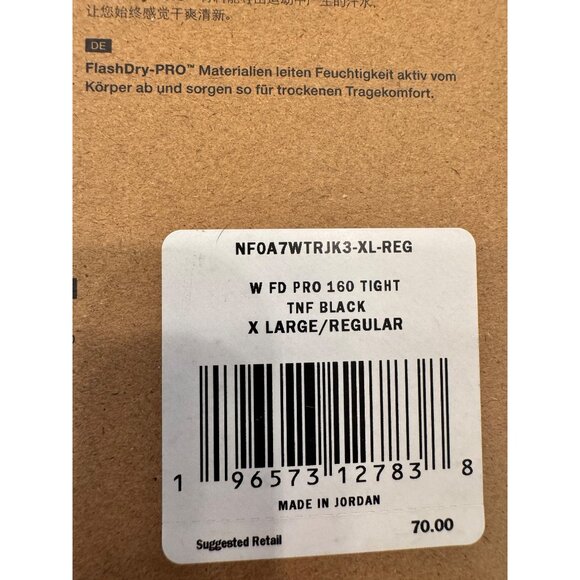 让您始终感觉干爽清新。
DE
FlashDry-PRO™ Materialien leiten Feuchtigkeit aktiv vom
Körper ab und sorgen so für trockenen Tragekomfort.
NF0A7WTRJK3-XL-REG
W FD PRO 160 TIGHT
TNF BLACK
X LARGE/REGULAR
1 96573 12783 8
MADE IN JORDAN
Suggested Retail 70.00